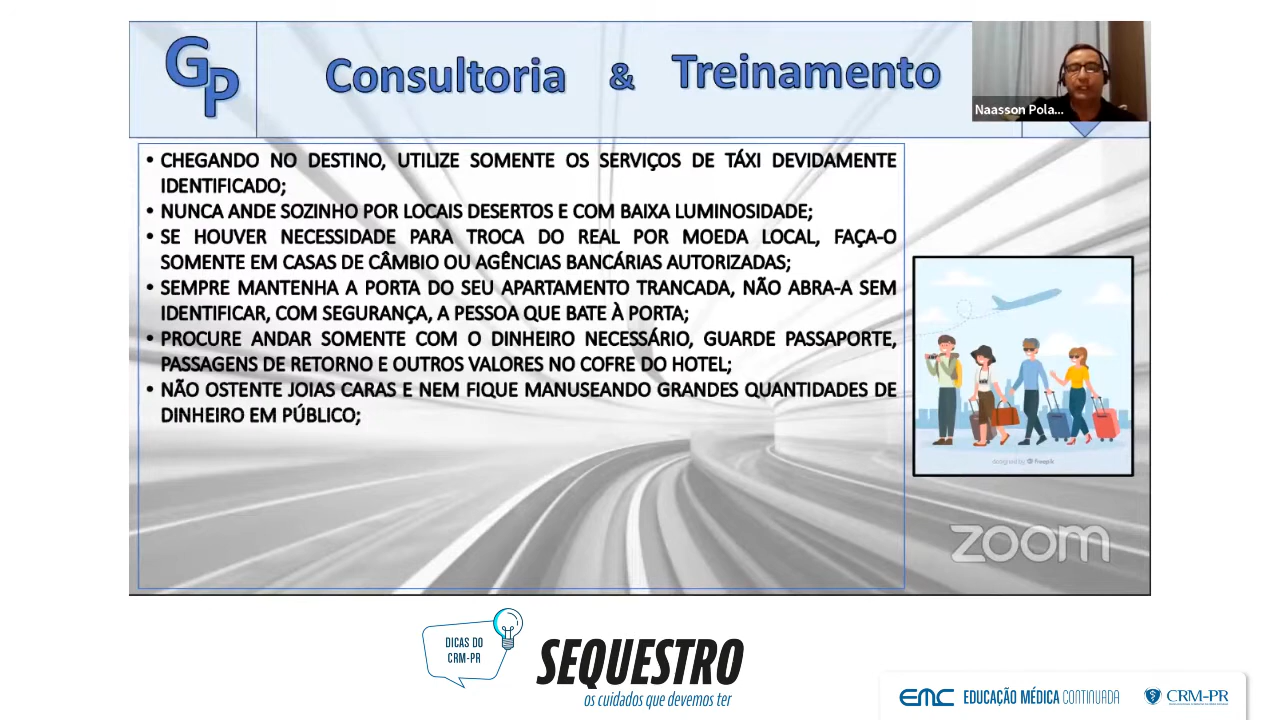 GP
Consultoria & Treinamento
Naasson Pola...
• CHEGANDO NO DESTINO, UTILIZE SOMENTE OS SERVIÇOS DE TÁXI DEVIDAMENTE
IDENTIFICADO;
• NUNCA ANDE SOZINHO POR LOCAIS DESERTOS E COM BAIXA LUMINOSIDADE;
• SE HOUVER NECESSIDADE PARA TROCA DO REAL POR MOEDA LOCAL, FAÇA-O
SOMENTE EM CASAS DE CÂMBIO OU AGÊNCIAS BANCÁRIAS AUTORIZADAS;
• SEMPRE MANTENHA A PORTA DO SEU APARTAMENTO TRANCADA, NÃO ABRA-A SEM
IDENTIFICAR, COM SEGURANÇA, A PESSOA QUE BATE À PORTA;
• PROCURE ANDAR SOMENTE COM O DINHEIRO NECESSÁRIO, GUARDE PASSAPORTE,
PASSAGENS DE RETORNO E OUTROS VALORES NO COFRE DO HOTEL;
• NÃO OSTENTE JOIAS CARAS E NEM FIQUE MANUSEANDO GRANDES QUANTIDADES DE
DINHEIRO EM PÚBLICO;
designed by freepik
zoom
DICAS DO
CRM-PR
SEQUESTRO
os cuidados que devemos ter
EMC EDUCAÇÃO MÉDICA CONTINUADA
CRM-PR